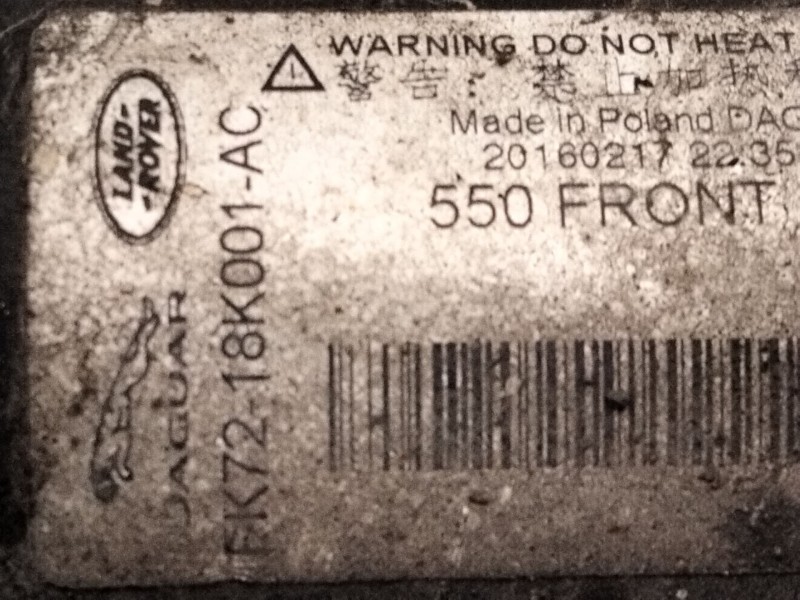 WARNING DO NOT HEAT
警告:禁止加热
Made in Poland DAC
20160217 22:35
550 FRONT
LAND-
-ROVER
JAGUAR
FK72-18K001-AC